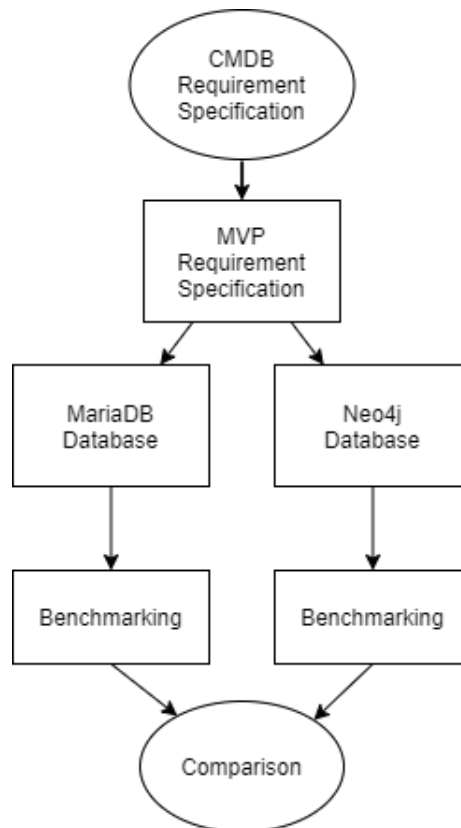 CMDB
Requirement
Specification
MVP
Requirement
Specification
MariaDB
Database
Neo4j
Database
Benchmarking
Benchmarking
Comparison